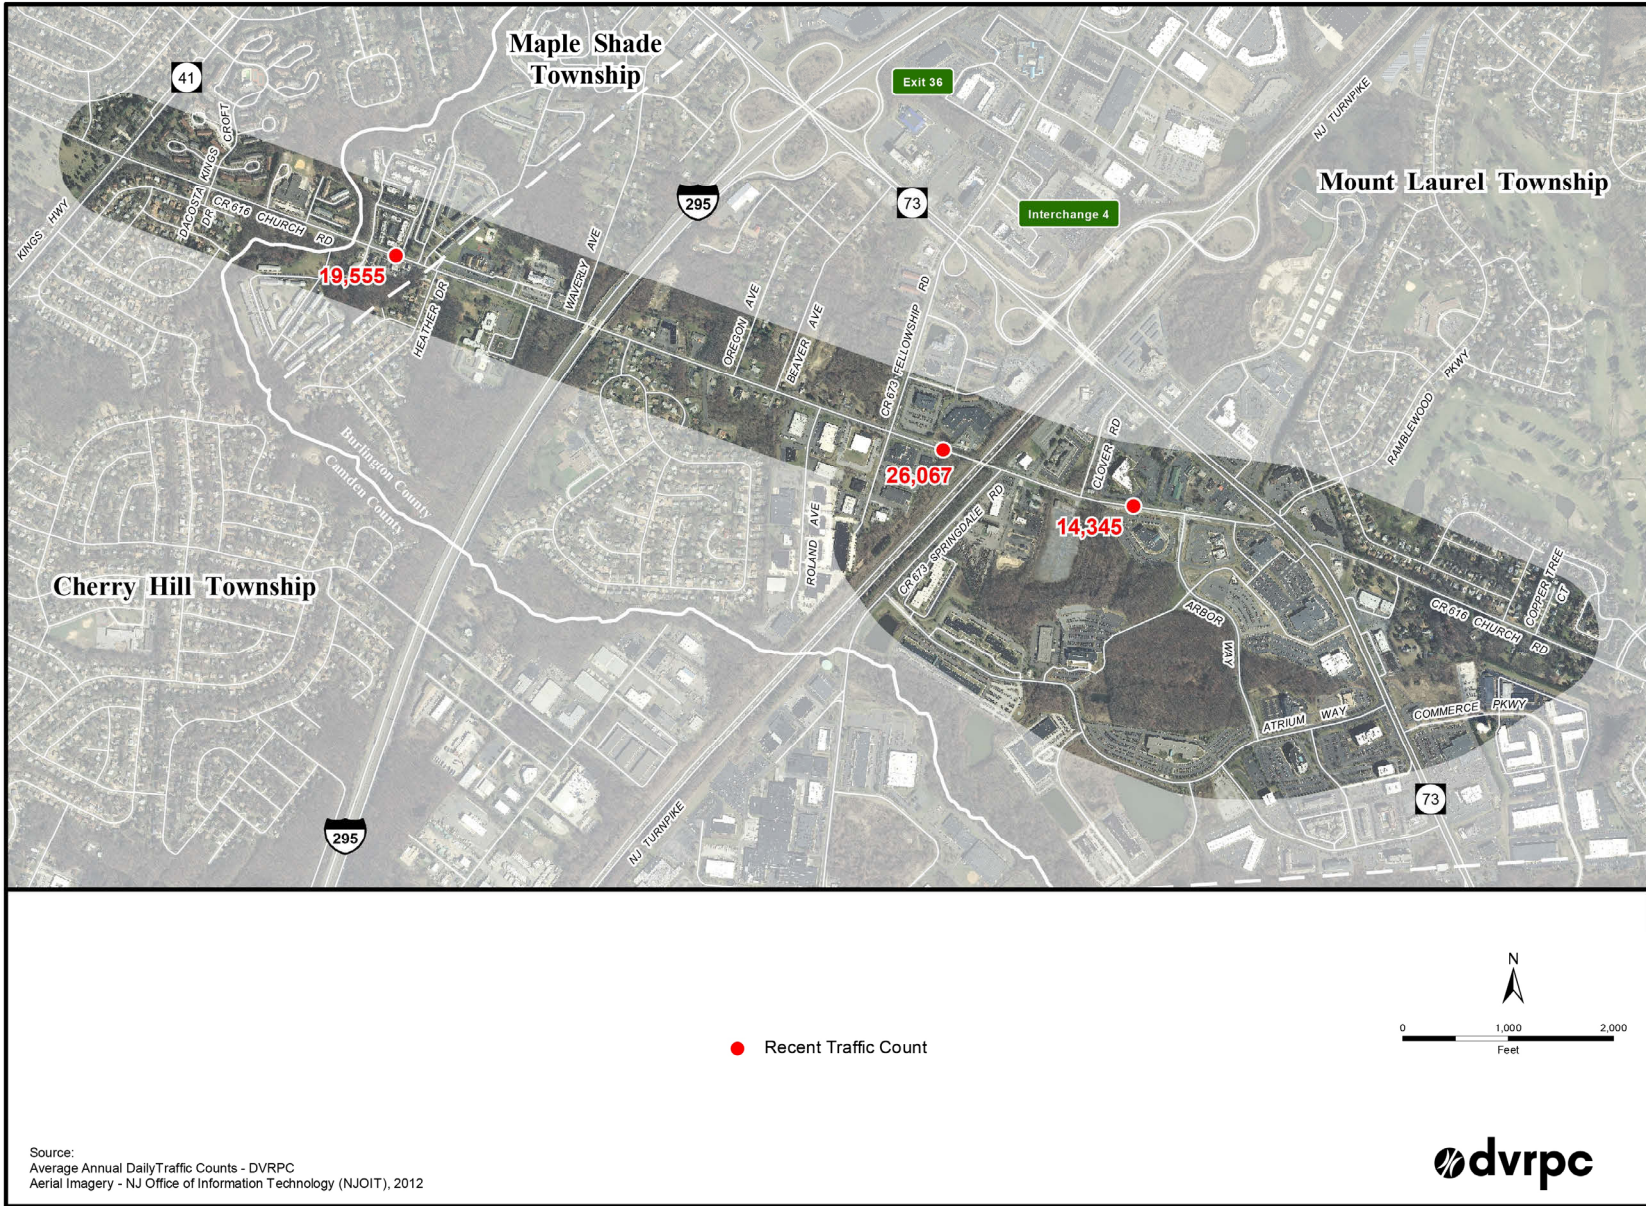 Maple Shade
Township
41
Exit 36
NJ TURNPIKE
KINGS CROFT
Mount Laurel Township
295
73
Interchange 4
DACOSTA
DR
CR 616 CHURCH RD
KINGS HWY
WAVERLY AVE
19,555
HEATHER DR
OREGON AVE
BEAVER AVE
CR 673 FELLOWSHIP RD
RAMBLEWOOD PKWY
CLOVER RD
Burlington County
Camden County
26,067
14,345
CR 673 SPRINGDALE RD
ROLAND AVE
Cherry Hill Township
ARBOR WAY
COPPER TREE
CT
CR 616 CHURCH RD
ATRIUM WAY
COMMERCE PKWY
73
295
NJ TURNPIKE
N
0 1,000 2,000
Feet
Recent Traffic Count
Source:
Average Annual DailyTraffic Counts - DVRPC
Aerial Imagery - NJ Office of Information Technology (NJOIT), 2012
dvrpc